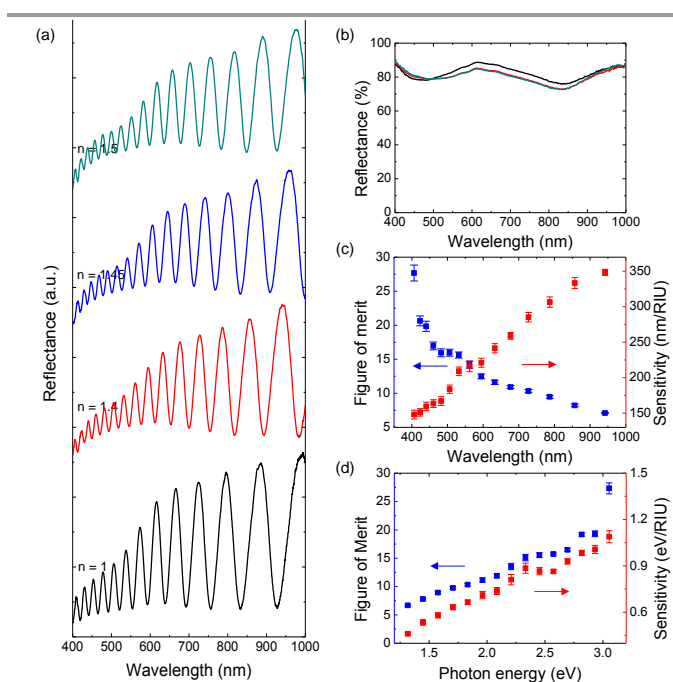 (a)
n = 1.5
n = 1.45
n = 1.4
n = 1
Reflectance (a.u.)
400 500 600 700 800 900 1000
Wavelength (nm)
(b)
100
80
60
40
20
0
Reflectance (%)
400 500 600 700 800 900 1000
Wavelength (nm)
(c)
30
25
20
15
10
5
Figure of merit
350
300
250
200
150
Sensitivity (nm/RIU)
400 500 600 700 800 900 1000
Wavelength (nm)
(d)
30
25
20
15
10
5
0
Figure of Merit
1.5
1.2
0.9
0.6
Sensitivity (eV/RIU)
1.5 2.0 2.5 3.0
Photon energy (eV)